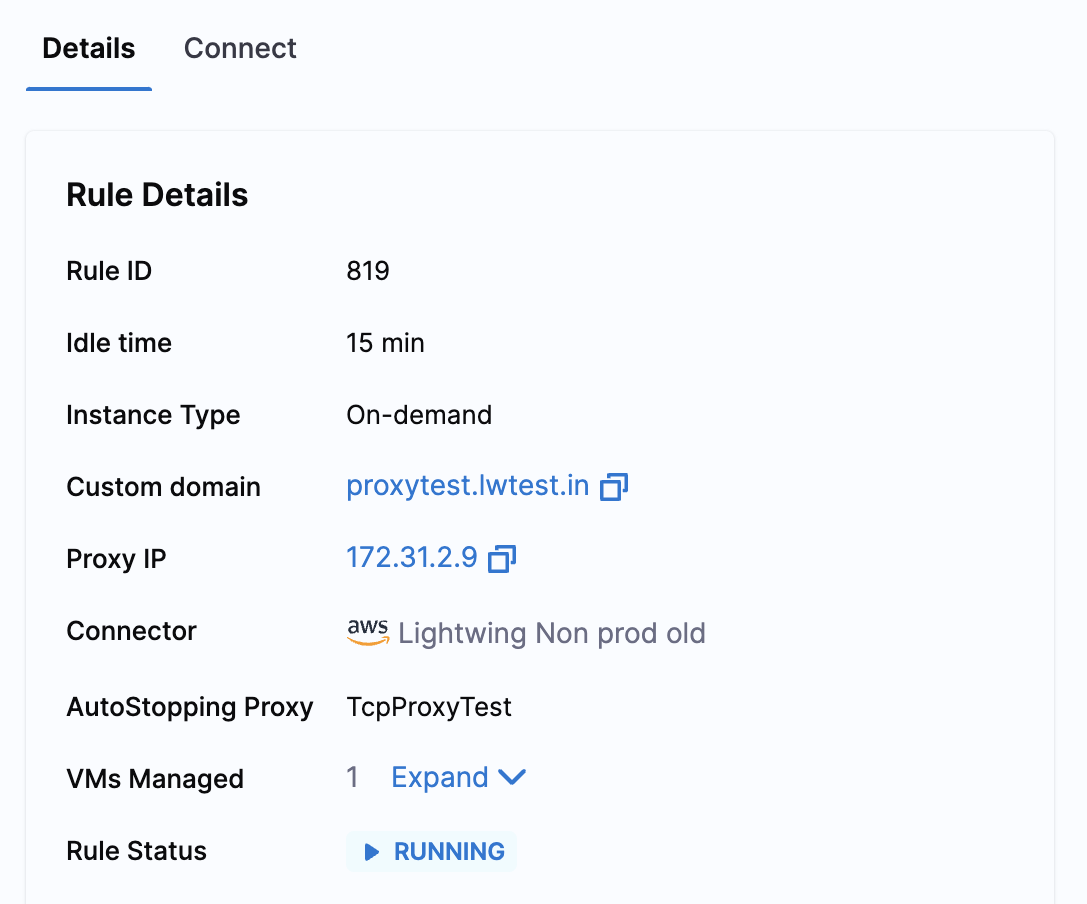 Details Connect
Rule Details
Rule ID 819
Idle time 15 min
Instance Type On-demand
Custom domain proxytest.lwtest.in
Proxy IP 172.31.2.9
Connector aws Lightwing Non prod old
AutoStopping Proxy TcpProxyTest
VMs Managed 1 Expand
Rule Status RUNNING